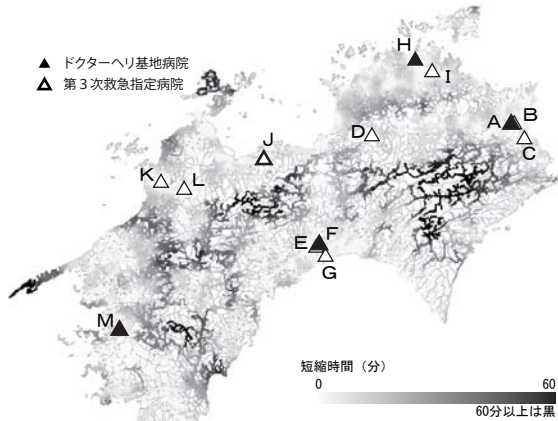 ▲ ドクターヘリ基地病院
△ 第3次救急指定病院
H
I
A
B
C
D
J
K
L
E
F
G
M
短縮時間（分）
0 60
60分以上は黒